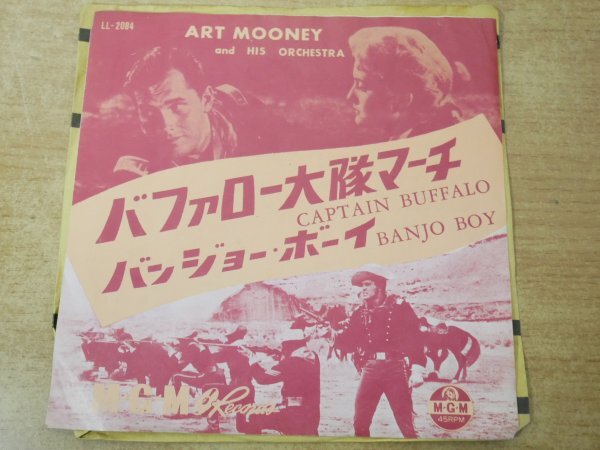 LL-2084
ART MOONEY
and HIS ORCHESTRA
バファロー大隊マーチ
CAPTAIN BUFFALO
バンジョー・ボーイ
BANJO BOY
M-G-M Records
M-G-M
45RPM